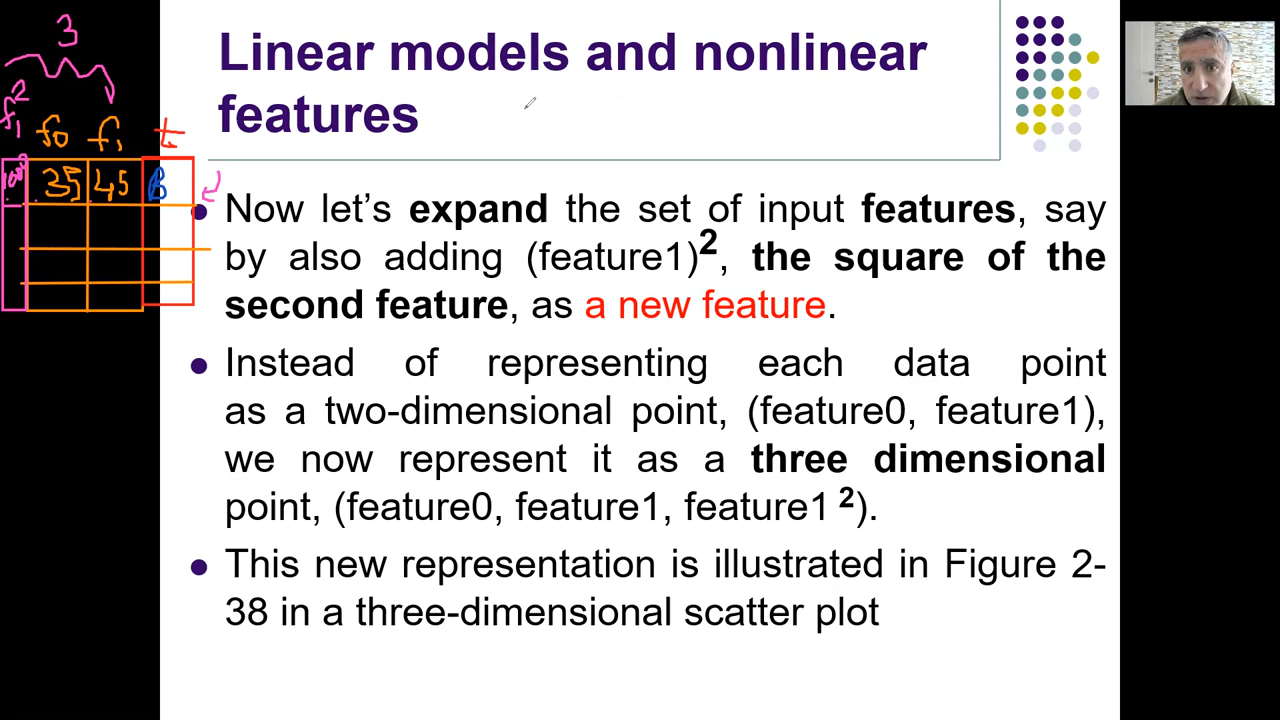 Linear models and nonlinear
features
3
f₁²
f₀ f₁ t
35 45 B
Now let’s expand the set of input features, say
by also adding (feature1)², the square of the
second feature, as a new feature.
Instead of representing each data point
as a two-dimensional point, (feature0, feature1),
we now represent it as a three dimensional
point, (feature0, feature1, feature1 ²).
This new representation is illustrated in Figure 2-
38 in a three-dimensional scatter plot